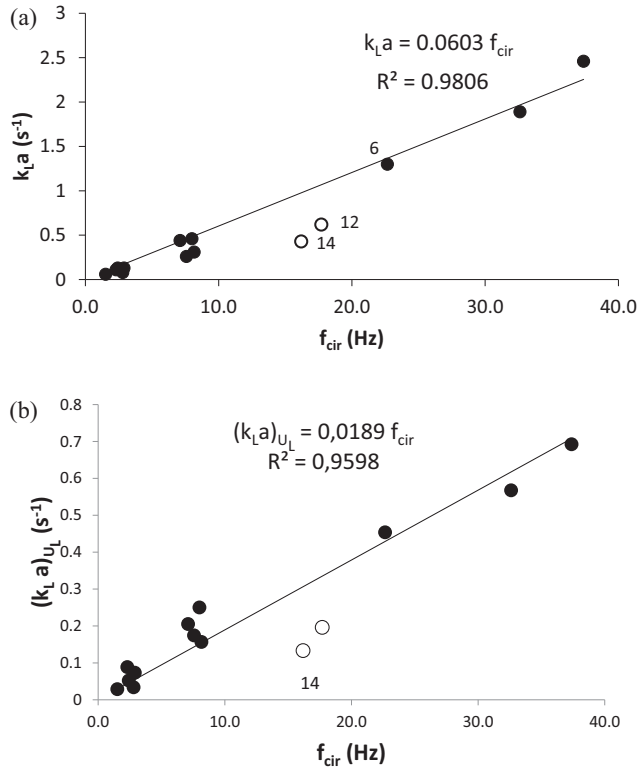 (a)
3
2.5
2
1.5
1
0.5
0
kLa (s⁻¹)
kLa = 0.0603 fcir
R² = 0.9806
6
12
14
0.0 10.0 20.0 30.0 40.0
fcir (Hz)
(b)
0.8
0.7
0.6
0.5
0.4
0.3
0.2
0.1
0
(kL a)UL (s⁻¹)
(kLa)UL = 0,0189 fcir
R² = 0,9598
14
0.0 10.0 20.0 30.0 40.0
fcir (Hz)